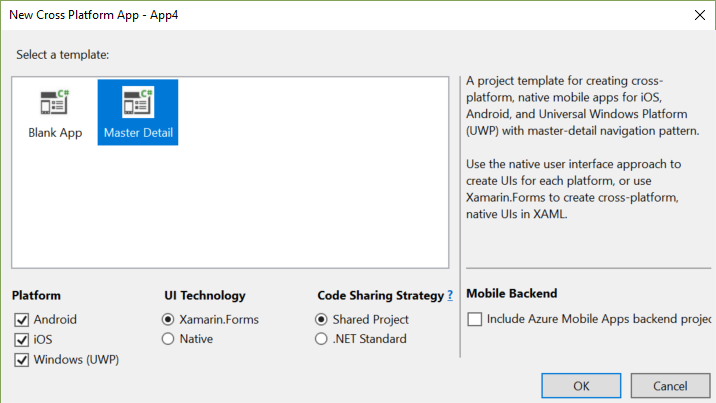 New Cross Platform App - App4
Select a template:
C#
Blank App
C#
Master Detail
A project template for creating cross-
platform, native mobile apps for iOS,
Android, and Universal Windows Platform
(UWP) with master-detail navigation pattern.
Use the native user interface approach to
create UIs for each platform, or use
Xamarin.Forms to create cross-platform,
native UIs in XAML.
Platform
Android
iOS
Windows (UWP)
UI Technology
Xamarin.Forms
Native
Code Sharing Strategy ?
Shared Project
.NET Standard
Mobile Backend
Include Azure Mobile Apps backend projec
OK
Cancel